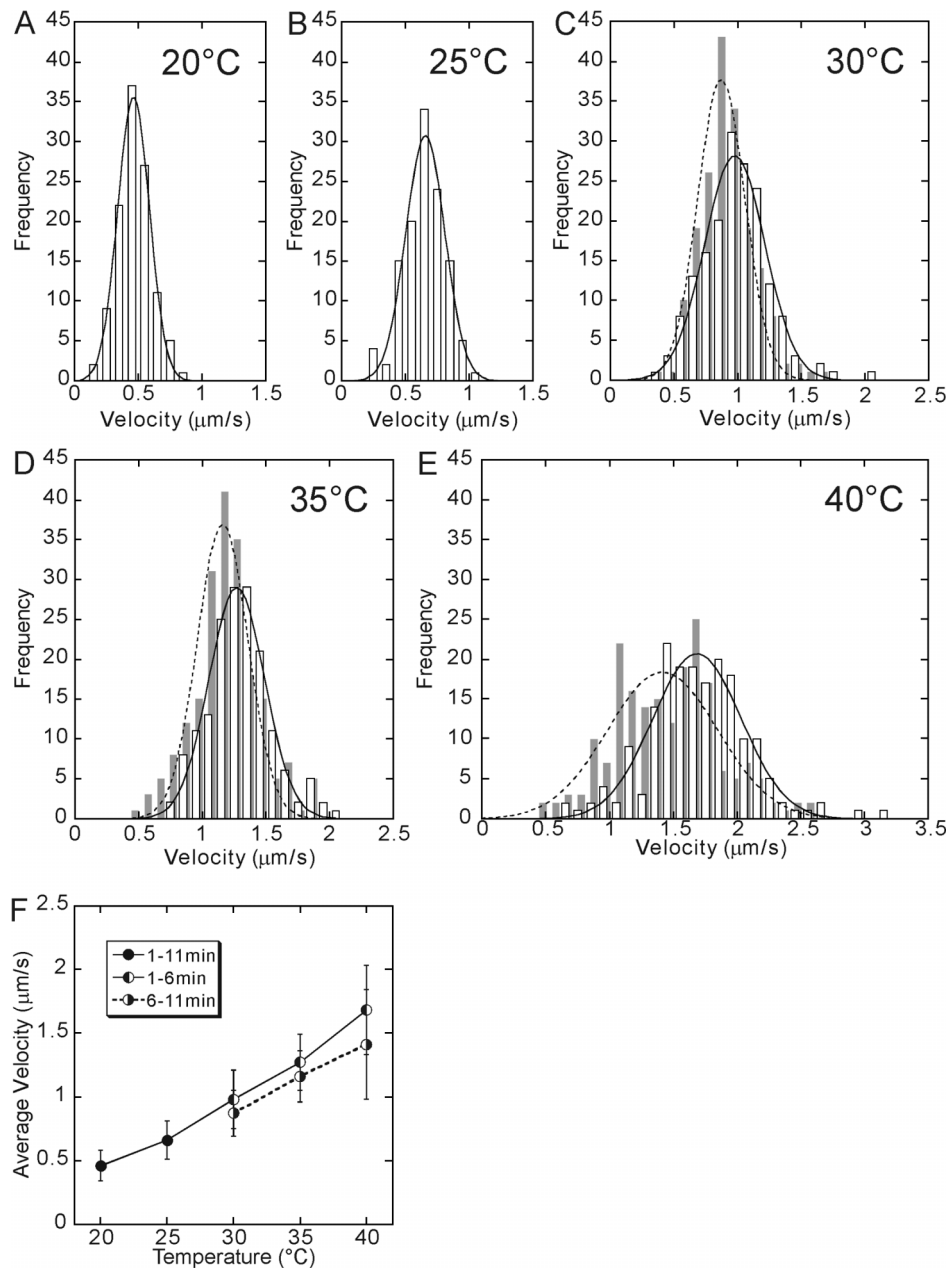 A
20°C
Frequency
45
40
35
30
25
20
15
10
5
0
0 0.5 1 1.5
Velocity (μm/s)
B
25°C
Frequency
45
40
35
30
25
20
15
10
5
0
0 0.5 1 1.5
Velocity (μm/s)
C
30°C
Frequency
45
40
35
30
25
20
15
10
5
0
0 0.5 1 1.5 2 2.5
Velocity (μm/s)
D
35°C
Frequency
45
40
35
30
25
20
15
10
5
0
0 0.5 1 1.5 2 2.5
Velocity (μm/s)
E
40°C
Frequency
45
40
35
30
25
20
15
10
5
0
0 0.5 1 1.5 2 2.5 3 3.5
Velocity (μm/s)
F
Average Velocity (μm/s)
2.5
2
1.5
1
0.5
0
1-11min
1-6min
6-11min
20 25 30 35 40
Temperature (°C)